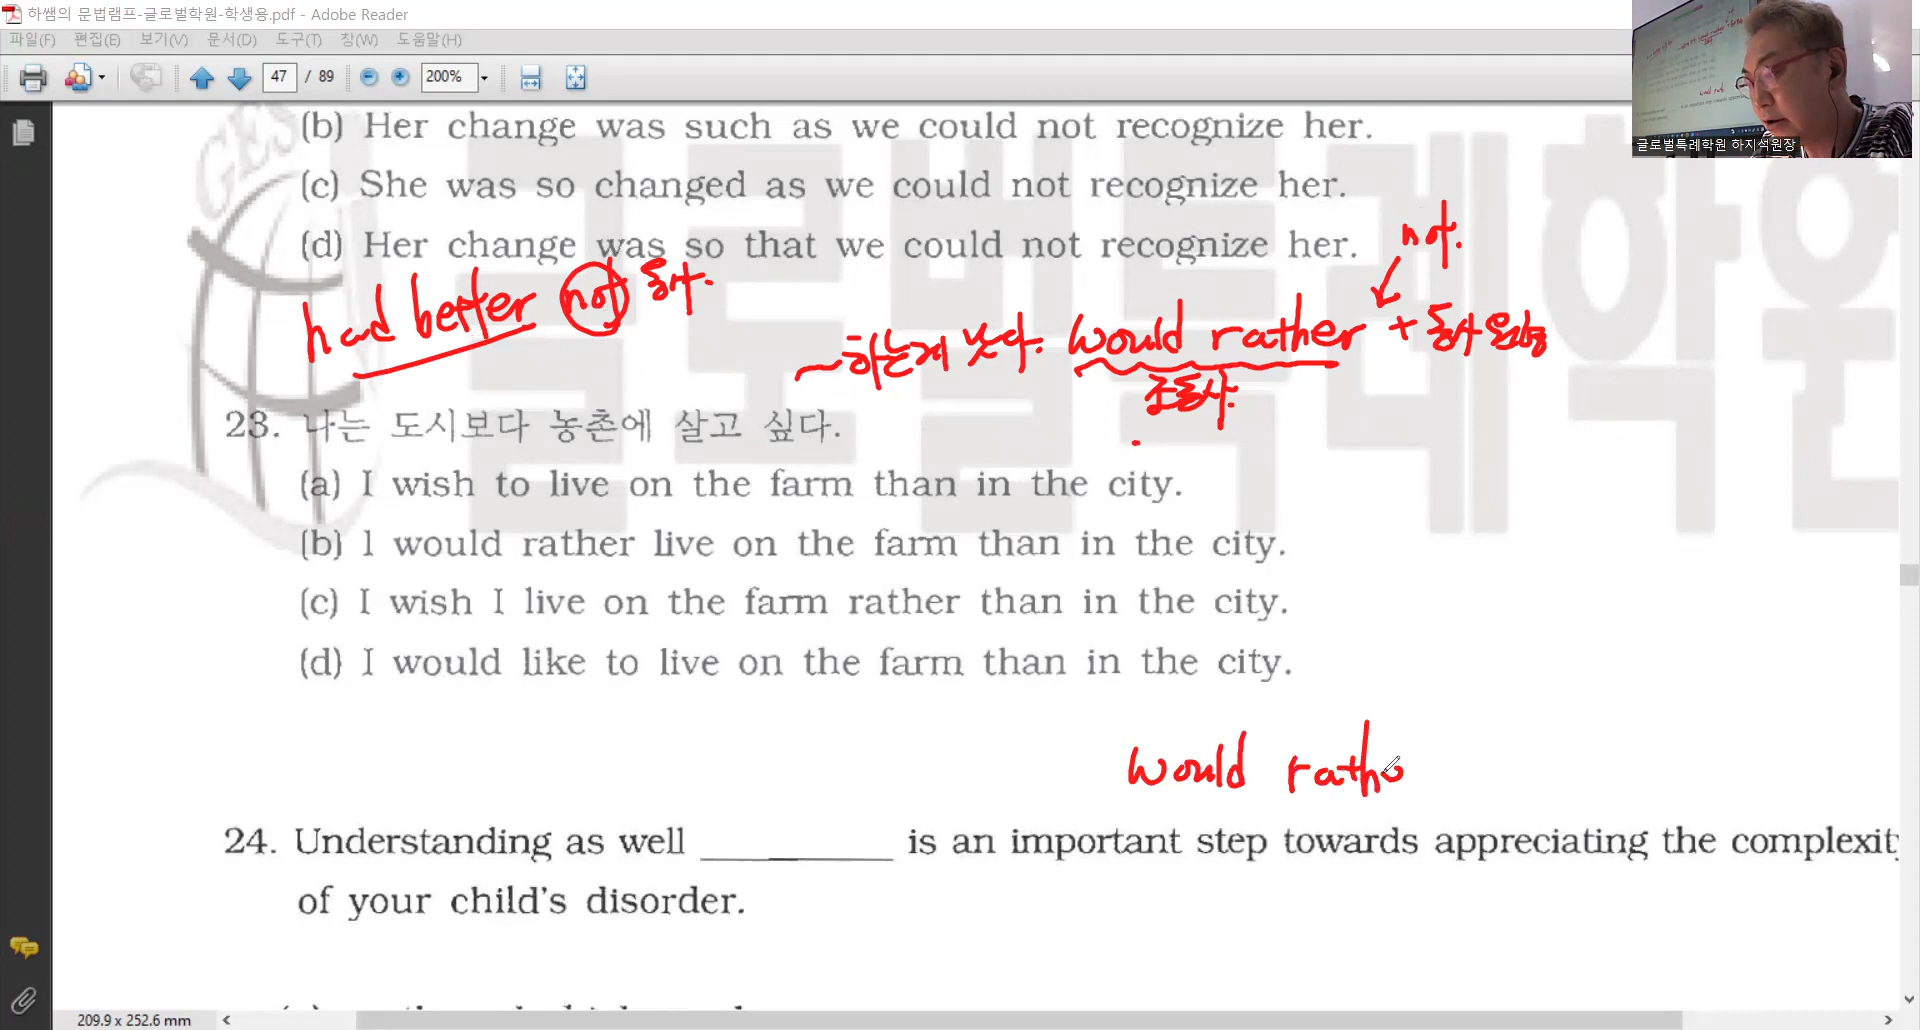 하쌤의 문법램프-글로벌학원-학생용.pdf - Adobe Reader
파일(F) 편집(E) 보기(V) 문서(D) 도구(T) 창(W) 도움말(H)
47 / 89 200%
글로벌특례학원 하지석원장
GES
글로벌특례학원
(b) Her change was such as we could not recognize her.
(c) She was so changed as we could not recognize her.
(d) Her change was so that we could not recognize her.
not.
had better not 동사.
~하는게 낫다. would rather + 동사 원형
조동사.
23. 나는 도시보다 농촌에 살고 싶다.
(a) I wish to live on the farm than in the city.
(b) I would rather live on the farm than in the city.
(c) I wish I live on the farm rather than in the city.
(d) I would like to live on the farm than in the city.
would rathe
24. Understanding as well ________ is an important step towards appreciating the complexity
of your child's disorder.
209.9 x 252.6 mm